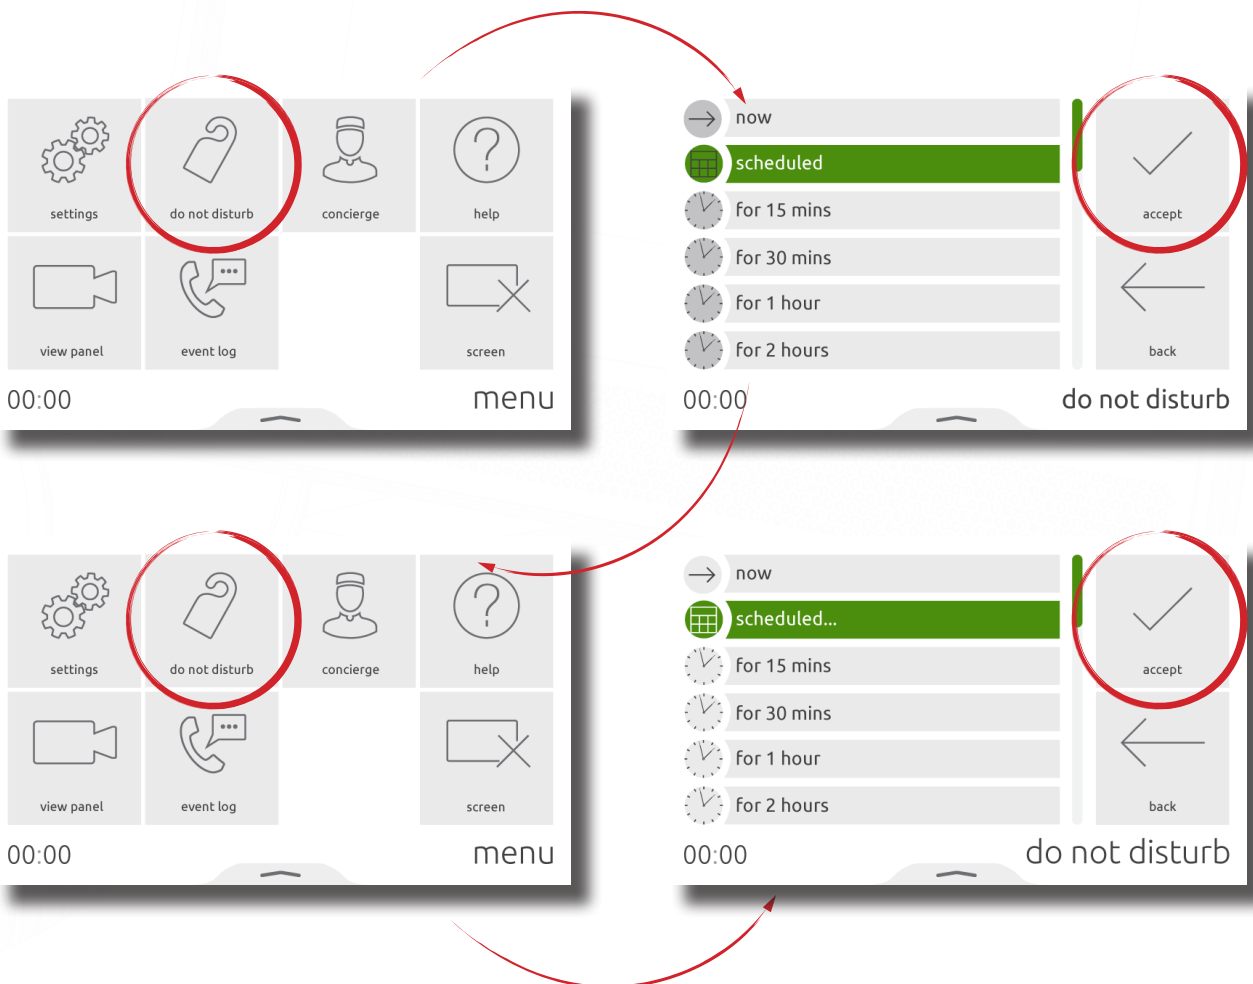 settings
do not disturb
concierge
help
view panel
event log
screen
00:00
menu
now
scheduled
for 15 mins
for 30 mins
for 1 hour
for 2 hours
accept
back
00:00
do not disturb
settings
do not disturb
concierge
help
view panel
event log
screen
00:00
menu
now
scheduled...
for 15 mins
for 30 mins
for 1 hour
for 2 hours
accept
back
00:00
do not disturb